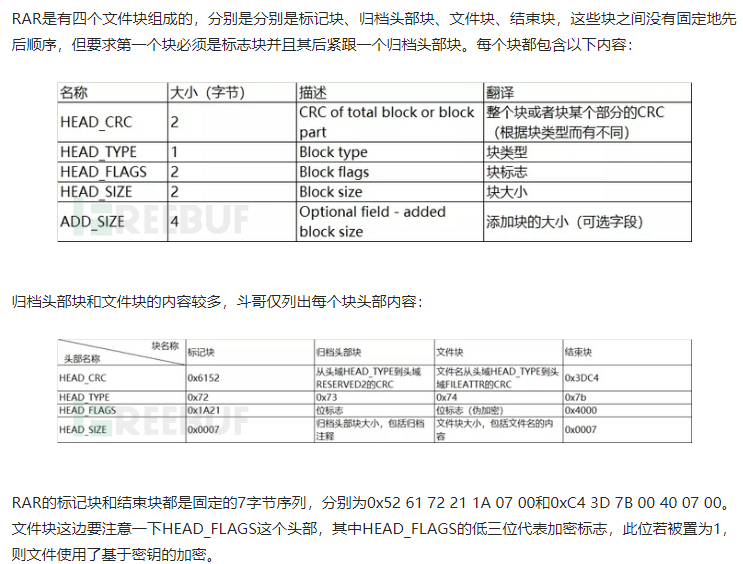 RAR是有四个文件块组成的，分别是分别是标记块、归档头部块、文件块、结束块，这些块之间没有固定地先
后顺序，但要求第一个块必须是标志块并且其后紧跟一个归档头部块。每个块都包含以下内容：
名称 大小（字节） 描述 翻译
HEAD_CRC 2 CRC of total block or block part 整个块或者块某个部分的CRC（根据块类型而有不同）
HEAD_TYPE 1 Block type 块类型
HEAD_FLAGS 2 Block flags 块标志
HEAD_SIZE 2 Block size 块大小
ADD_SIZE 4 Optional field - added block size 添加块的大小（可选字段）
REEBUF
归档头部块和文件块的内容较多，斗哥仅列出每个块头部内容：
块名称 头部名称 标记块 归档头部块 文件块 结束块
HEAD_CRC 0x6152 从头域HEAD_TYPE到头域RESERVED2的CRC 文件名从头域HEAD_TYPE到头域FILEATTR的CRC 0x3DC4
HEAD_TYPE 0x72 0x73 0x74 0x7b
HEAD_FLAGS 0x1A21 位标志 位标志（伪加密） 0x4000
HEAD_SIZE 0x0007 归档头部块大小，包括归档注释 文件块大小，包括文件名的内容 0x0007
REEBUF
RAR的标记块和结束块都是固定的7字节序列，分别为0x52 61 72 21 1A 07 00和0xC4 3D 7B 00 40 07 00。
文件块这边要注意一下HEAD_FLAGS这个头部，其中HEAD_FLAGS的低三位代表加密标志，此位若被置为1，
则文件使用了基于密钥的加密。